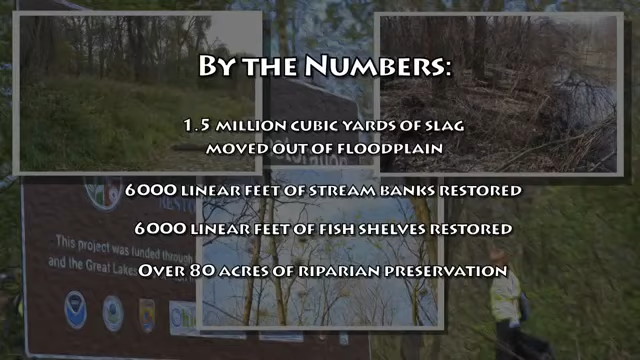 By the Numbers:
1.5 million cubic yards of slag
moved out of floodplain
6000 linear feet of stream banks restored
6000 linear feet of fish shelves restored
Over 80 acres of riparian preservation
This project was funded through
and the Great Lakes